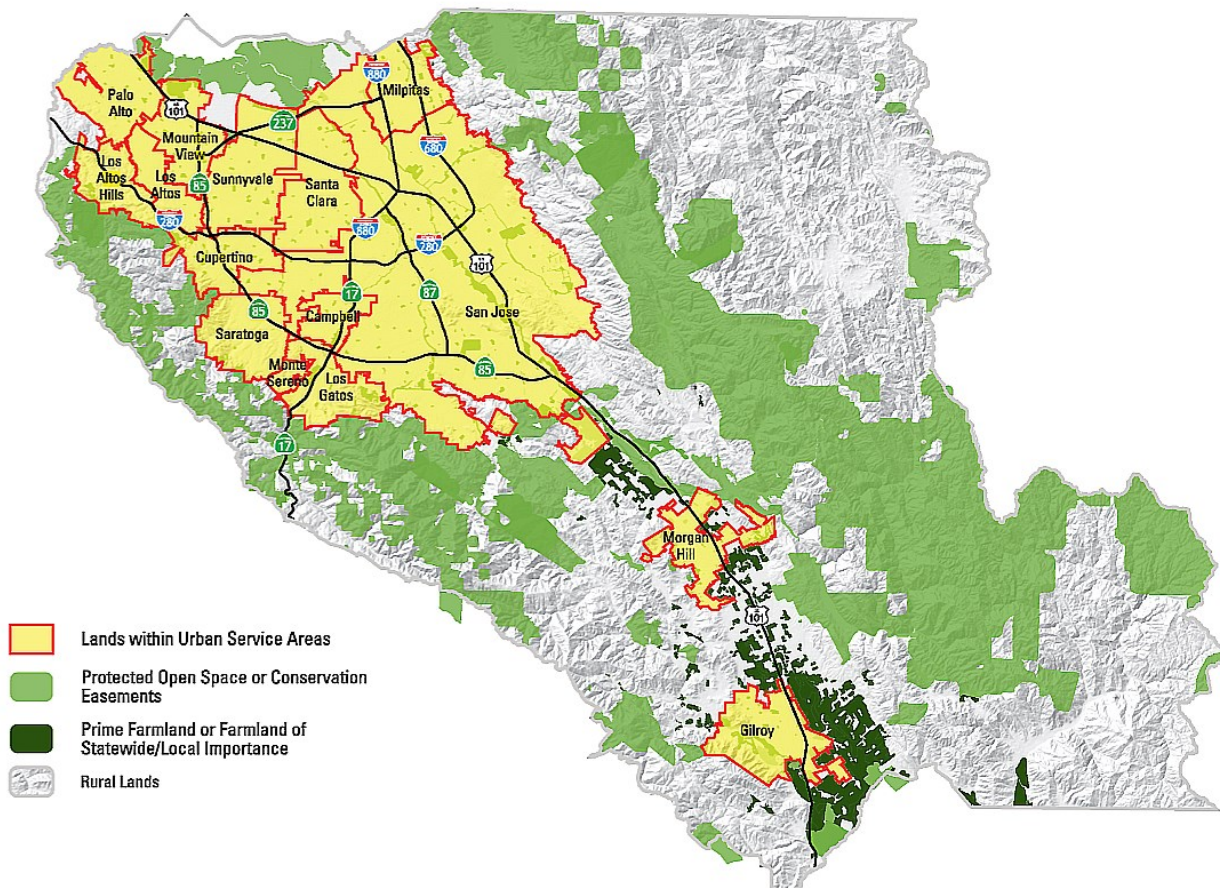 880
Milpitas
Palo
Alto
US
101
237
Mountain
View
680
Los
Altos
Hills
Los
Altos
85
Sunnyvale
Santa
Clara
280
880
280
US
101
Cupertino
17
87
85
Campbell
San Jose
Saratoga
Monte
Sereno
Los
Gatos
85
17
Morgan
Hill
US
101
Gilroy
Lands within Urban Service Areas
Protected Open Space or Conservation
Easements
Prime Farmland or Farmland of
Statewide/Local Importance
Rural Lands